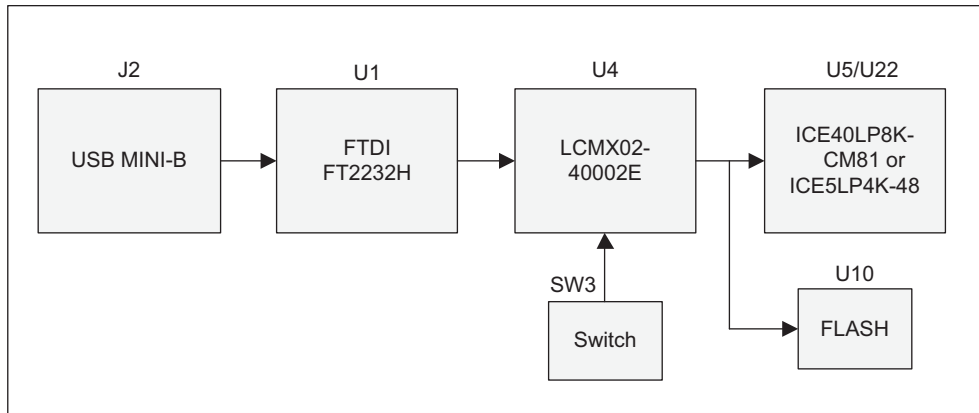 J2
U1
U4
U5/U22
USB MINI-B
FTDI
FT2232H
LCMX02-
40002E
ICE40LP8K-
CM81 or
ICE5LP4K-48
SW3
Switch
U10
FLASH